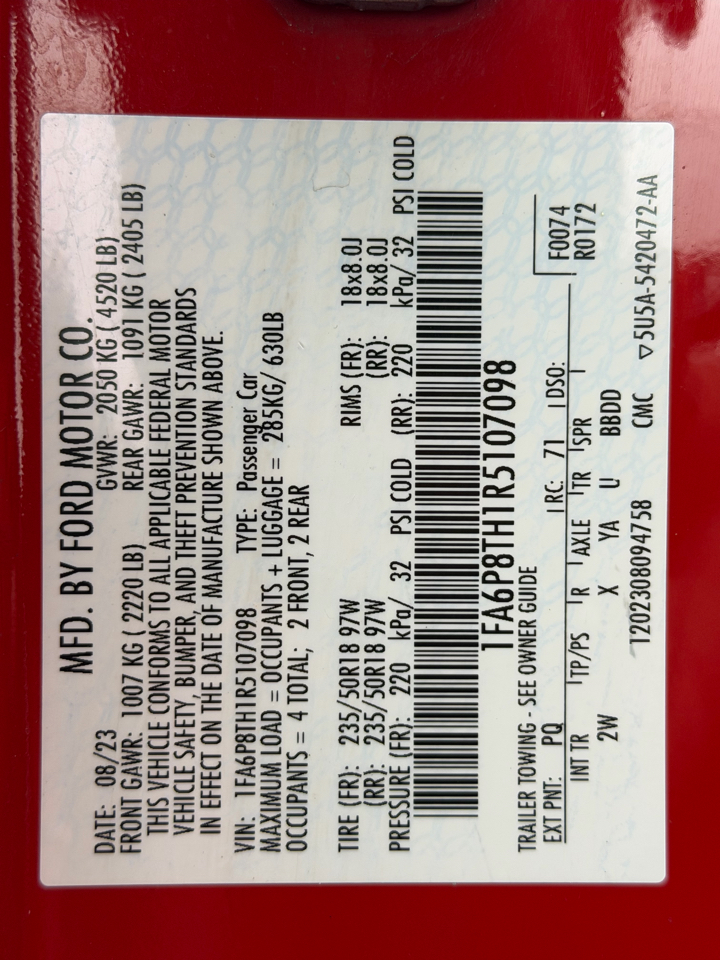 MFD. BY FORD MOTOR CO.
DATE: 08/23 GVWR: 2050 KG ( 4520 LB)
FRONT GAWR: 1007 KG ( 2220 LB) REAR GAWR: 1091 KG ( 2405 LB)
THIS VEHICLE CONFORMS TO ALL APPLICABLE FEDERAL MOTOR
VEHICLE SAFETY, BUMPER, AND THEFT PREVENTION STANDARDS
IN EFFECT ON THE DATE OF MANUFACTURE SHOWN ABOVE.
VIN: 1FA6P8TH1R5107098 TYPE: Passenger Car
MAXIMUM LOAD = OCCUPANTS + LUGGAGE = 285KG/ 630LB
OCCUPANTS = 4 TOTAL; 2 FRONT, 2 REAR
TIRE (FR): 235/50R18 97W RIMS (FR): 18x8.0J
(RR): 235/50R18 97W (RR): 18x8.0J
PRESSURE (FR): 220 kPa/ 32 PSI COLD (RR): 220 kPa/ 32 PSI COLD
1FA6P8TH1R5107098
TRAILER TOWING - SEE OWNER GUIDE
EXT PNT: PQ RC: 71 DSO: F0074
R0172
INT TR TP/PS R AXLE TR SPR
2W X YA U BBDD
T202308094758 CMC ▽5U5A-5420472-AA